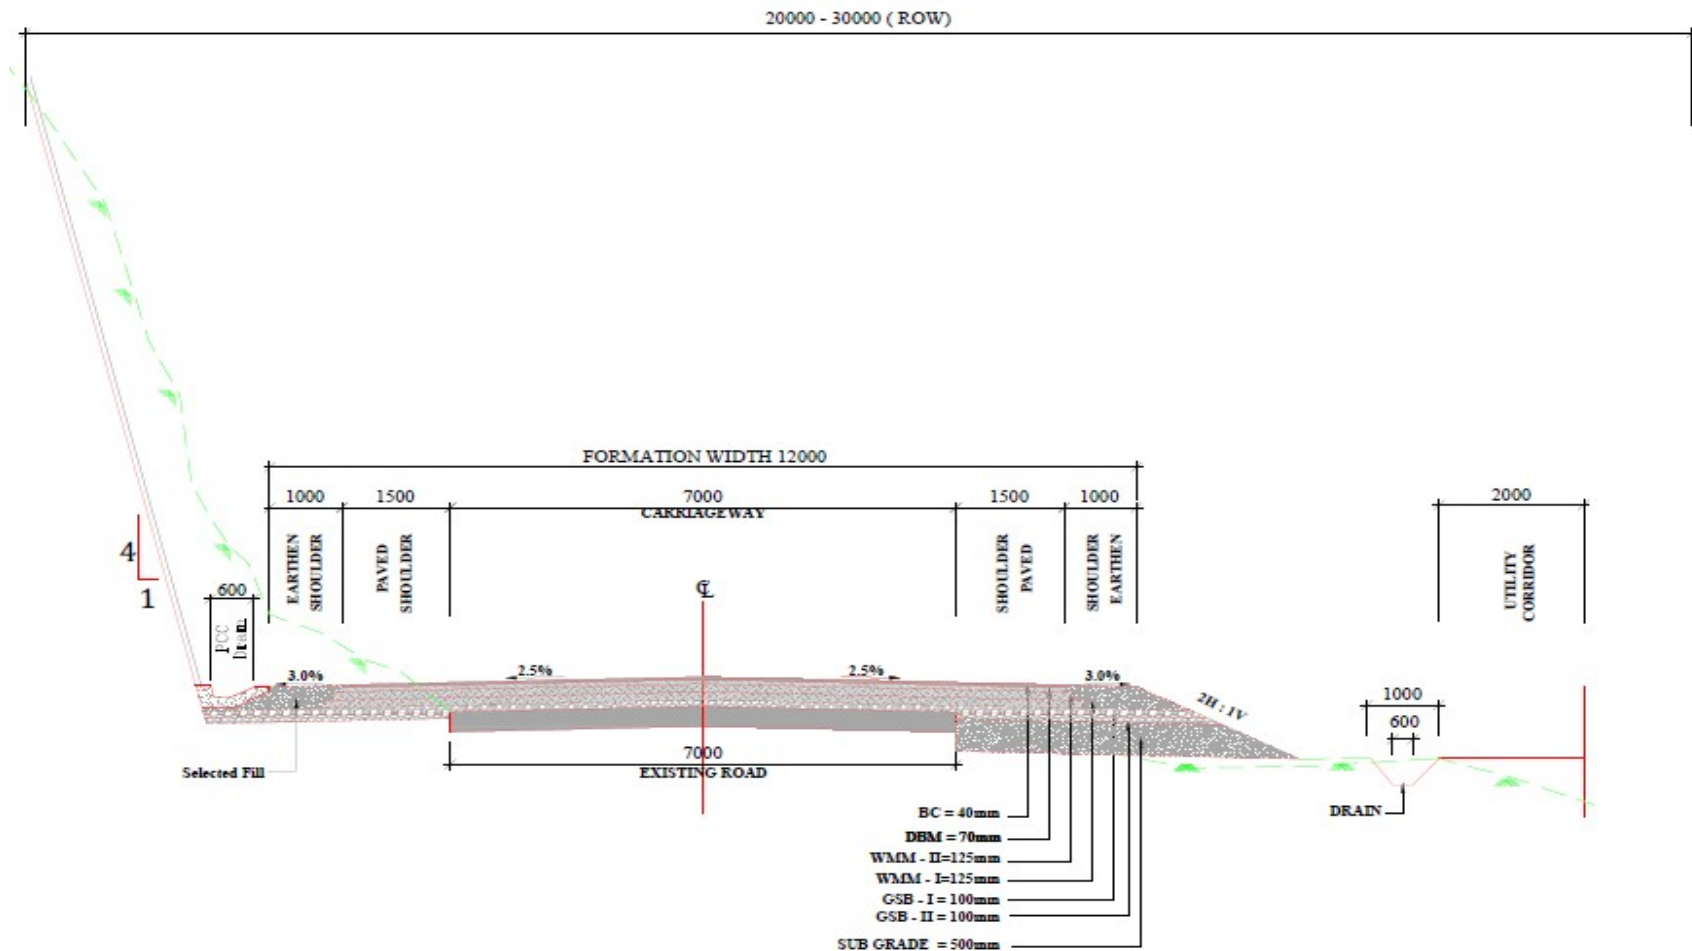 20000 - 30000 ( ROW)
FORMATION WIDTH 12000
1000
1500
7000
1500
1000
2000
CARRIAGEWAY
EARTHEN
SHOULDER
PAVED
SHOULDER
SHOULDER
PAVED
SHOULDER
EARTHEN
UTILITY
CORRIDOR
4
1
600
PCC
Drain
℄
3.0%
2.5%
2.5%
3.0%
2H : 1V
1000
600
7000
Selected Fill
EXISTING ROAD
DRAIN
BC = 40mm
DBM = 70mm
WMM - II=125mm
WMM - I=125mm
GSB - I = 100mm
GSB - II = 100mm
SUB GRADE = 500mm